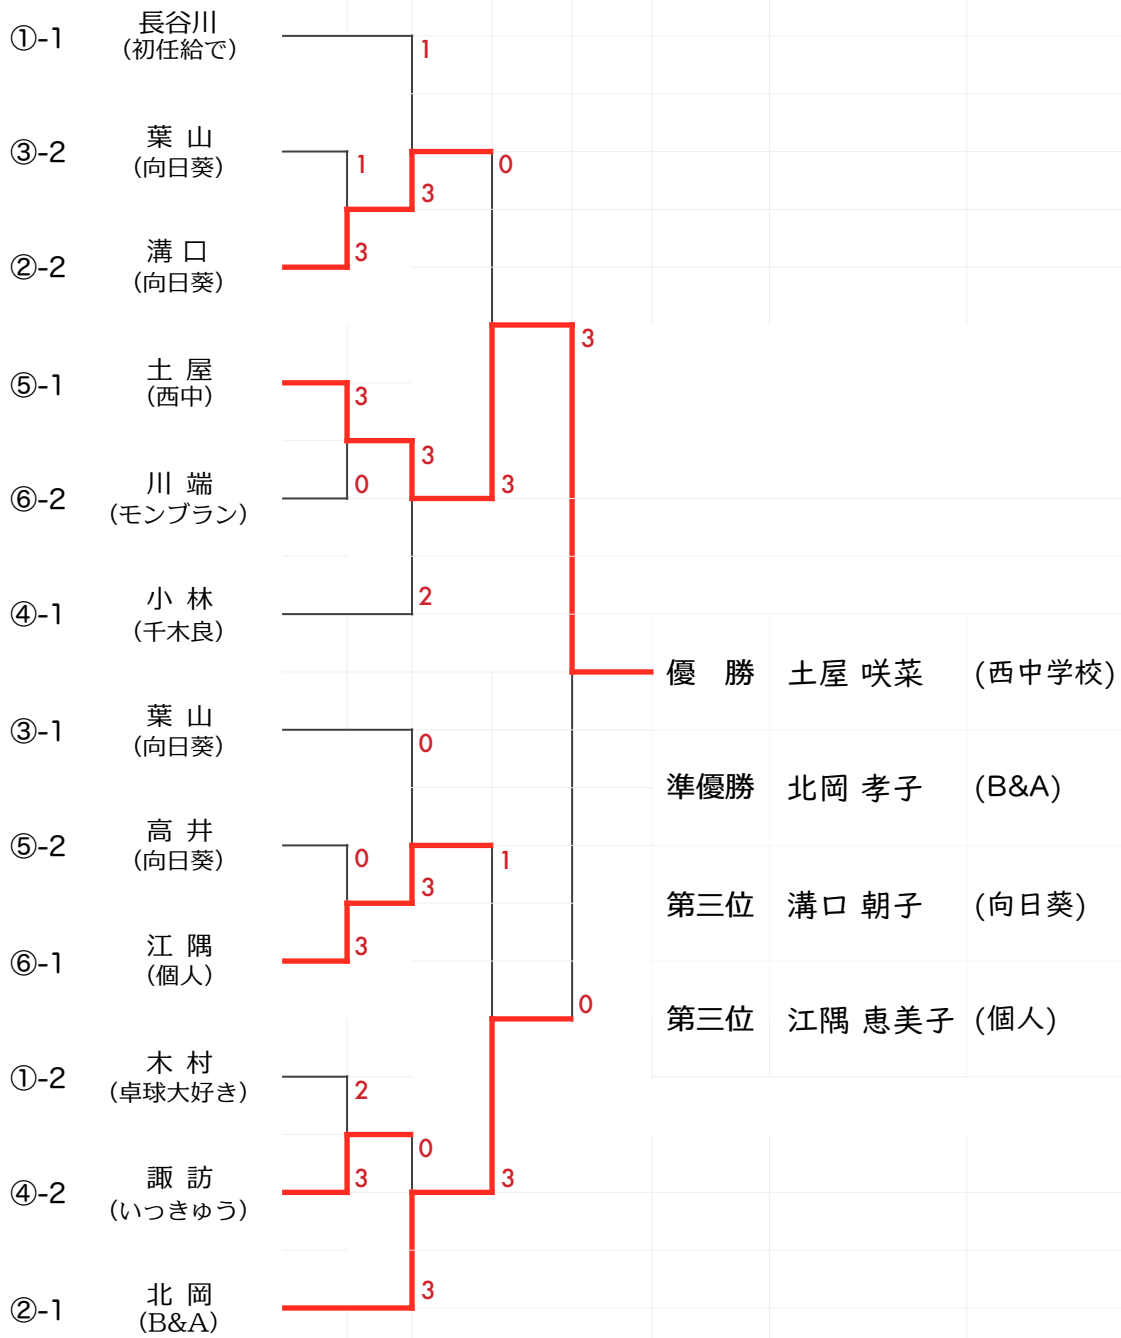 ①-1 長谷川
(初任給で)
1
③-2 葉 山
(向日葵)
1
0
3
②-2 溝 口
(向日葵)
3
3
⑤-1 土 屋
(西中)
3
3
⑥-2 川 端
(モンブラン)
0
3
④-1 小 林
(千木良)
2
優 勝 土屋 咲菜 (西中学校)
③-1 葉 山
(向日葵)
0
準優勝 北岡 孝子 (B&A)
⑤-2 高 井
(向日葵)
0
1
3
第三位 溝口 朝子 (向日葵)
⑥-1 江 隅
(個人)
3
0
第三位 江隅 恵美子 (個人)
①-2 木 村
(卓球大好き)
2
0
④-2 諏 訪
(いっきゅう)
3
3
②-1 北 岡
(B&A)
3